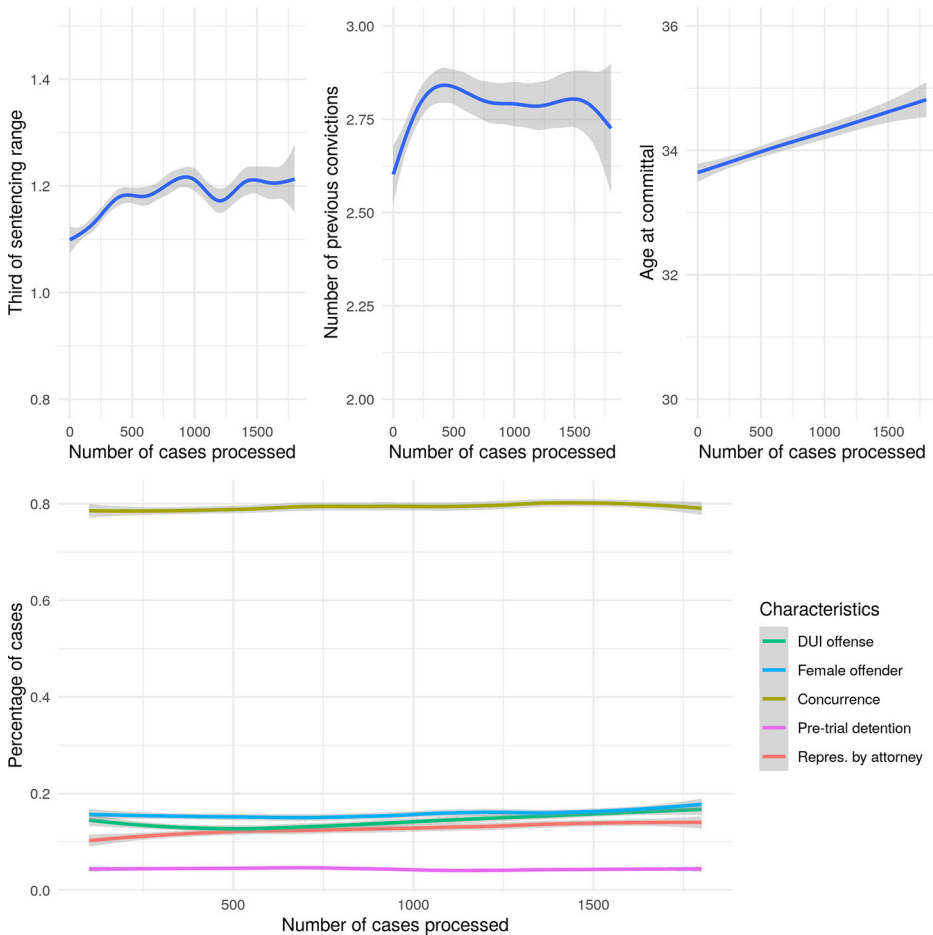 Third of sentencing range
1.4
1.2
1.0
0.8
0
500
1000
1500
Number of cases processed
Number of previous convictions
3.00
2.75
2.50
2.25
2.00
0
500
1000
1500
Number of cases processed
Age at committal
36
34
32
30
0
500
1000
1500
Number of cases processed
Percentage of cases
0.8
0.6
0.4
0.2
0.0
500
1000
1500
Number of cases processed
Characteristics
DUI offense
Female offender
Concurrence
Pre-trial detention
Repres. by attorney